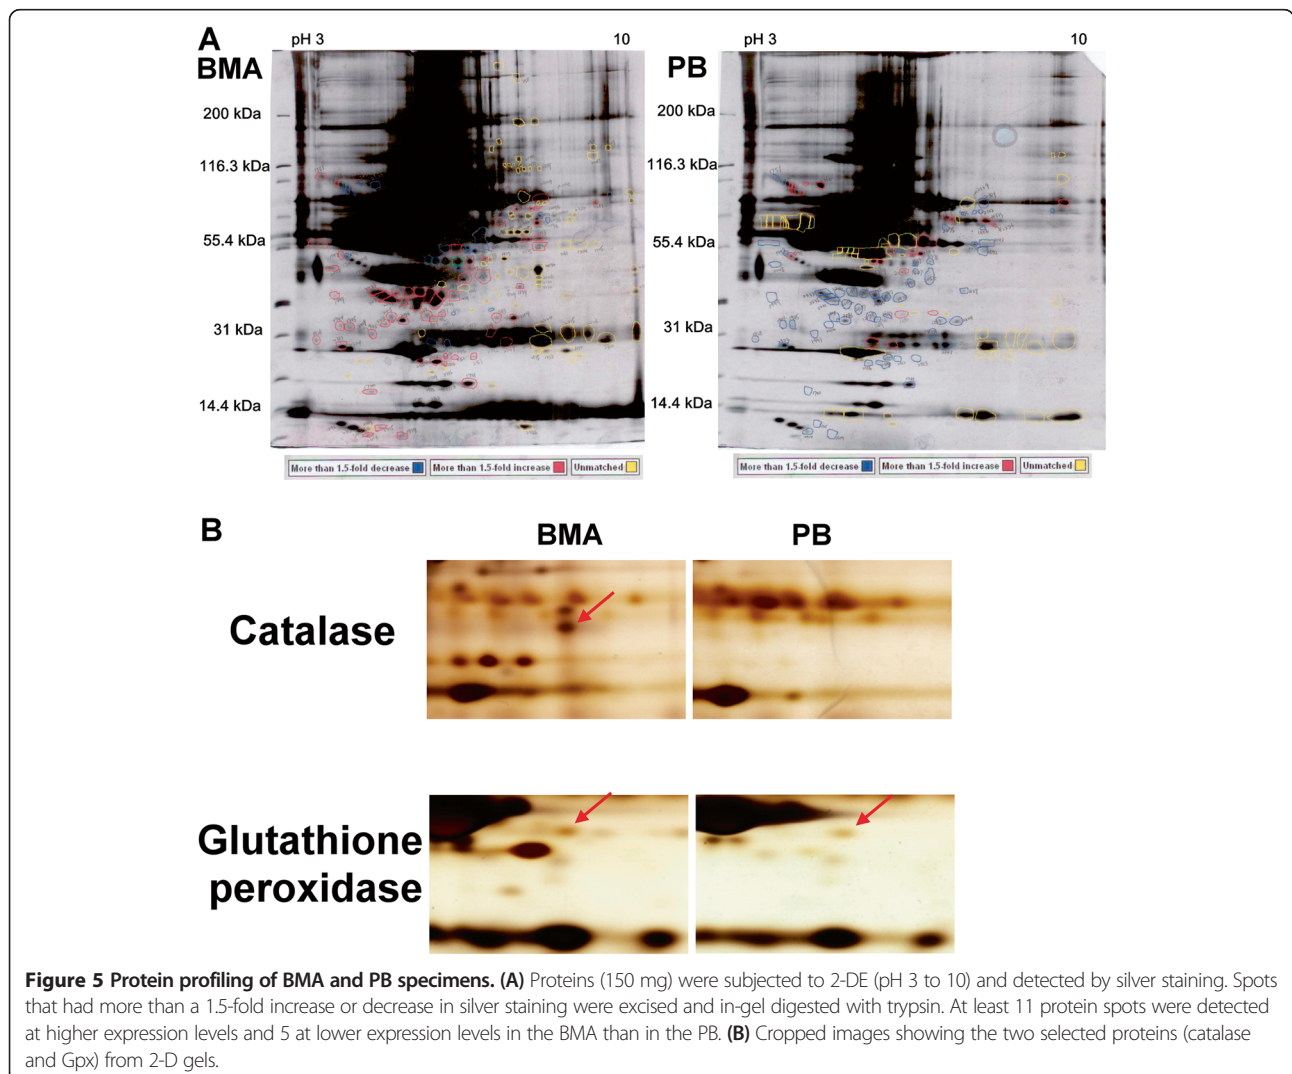 A
BMA
pH 3
10
200 kDa
116.3 kDa
55.4 kDa
31 kDa
14.4 kDa
More than 1.5-fold decrease
More than 1.5-fold increase
Unmatched
PB
pH 3
10
200 kDa
116.3 kDa
55.4 kDa
31 kDa
14.4 kDa
More than 1.5-fold decrease
More than 1.5-fold increase
Unmatched
B
BMA
PB
Catalase
Glutathione
peroxidase
Figure 5 Protein profiling of BMA and PB specimens. (A) Proteins (150 mg) were subjected to 2-DE (pH 3 to 10) and detected by silver staining. Spots
that had more than a 1.5-fold increase or decrease in silver staining were excised and in-gel digested with trypsin. At least 11 protein spots were detected
at higher expression levels and 5 at lower expression levels in the BMA than in the PB. (B) Cropped images showing the two selected proteins (catalase
and Gpx) from 2-D gels.